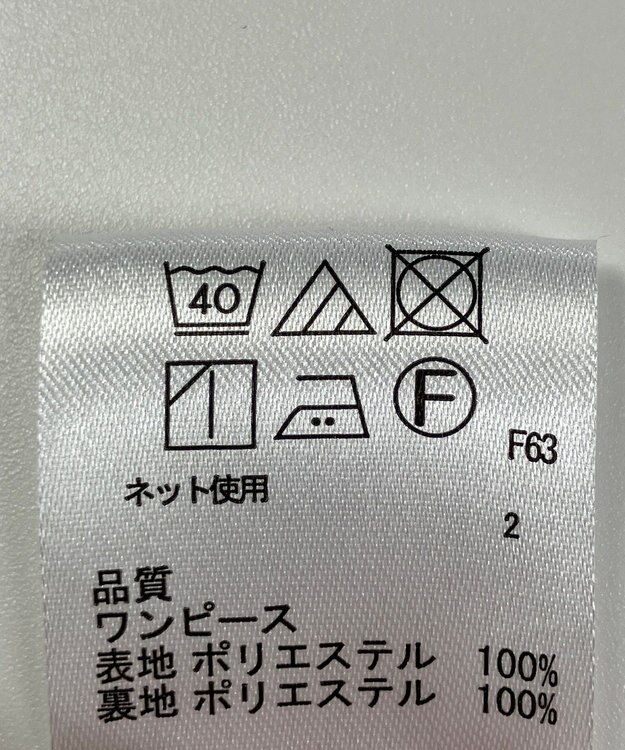 40
F
F63
ネット使用
2
品質
ワンピース
表地 ポリエステル 100%
裏地 ポリエステル 100%